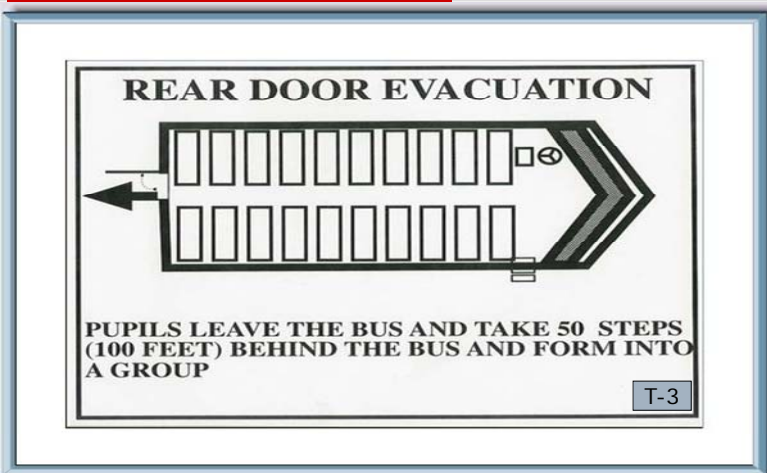 REAR DOOR EVACUATION
PUPILS LEAVE THE BUS AND TAKE 50 STEPS
(100 FEET) BEHIND THE BUS AND FORM INTO
A GROUP
T-3